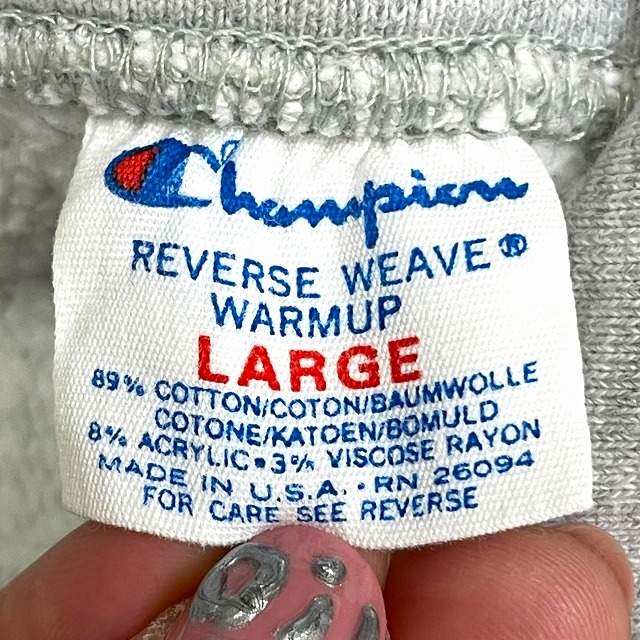 Champion
REVERSE WEAVE®
WARMUP
LARGE
89% COTTON/COTON/BAUMWOLLE
COTONE/KATOEN/BOMULD
8% ACRYLIC•3% VISCOSE RAYON
MADE IN U.S.A. • RN 26094
FOR CARE SEE REVERSE